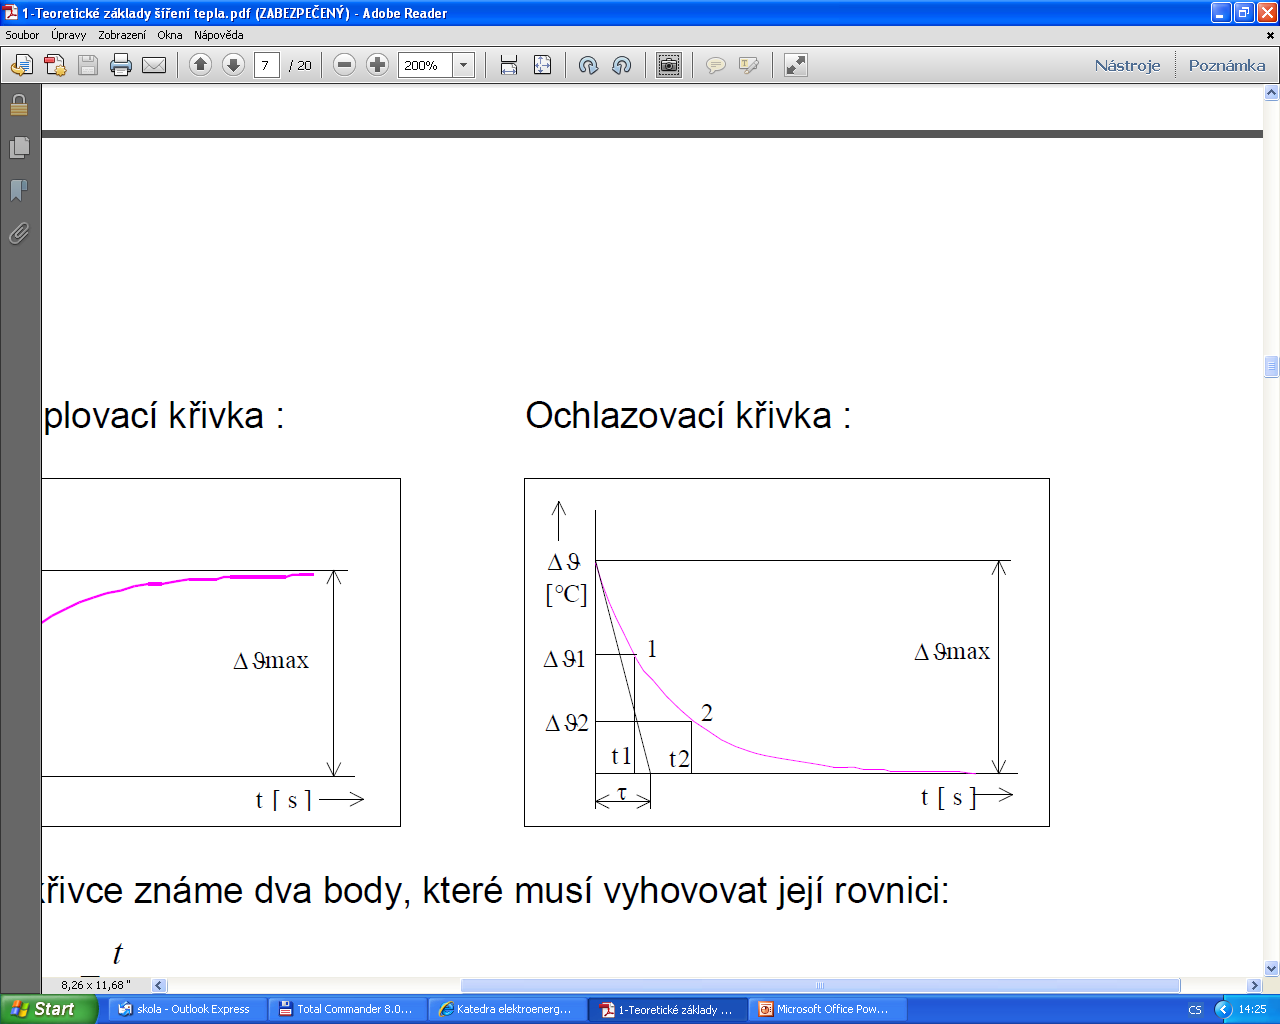 1-Teoretické základy šíření tepla.pdf (ZABEZPEČENÝ) - Adobe Reader
Soubor Úpravy Zobrazení Okna Nápověda
7 / 20 200% Nástroje Poznámka
plovací křivka :
Ochlazovací křivka :
Δϑmax
t [ s ]
Δϑ
[°C]
Δϑ1
Δϑ2
1
2
t1
t2
τ
Δϑmax
t [ s ]
křivce známe dva body, které musí vyhovovat její rovnici:
t
8,26 x 11,68 "
Start skola - Outlook Express Total Commander 8.0... Katedra elektroenerg... 1-Teoretické základy ... Microsoft Office Pow... CS 14:25